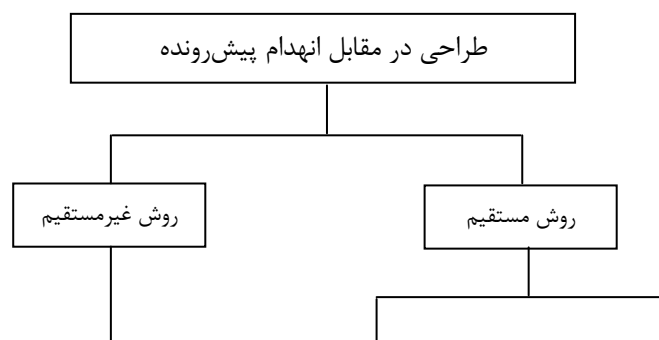 طراحی در مقابل انهدام پیش‌رونده
روش مستقیم
روش غیرمستقیم